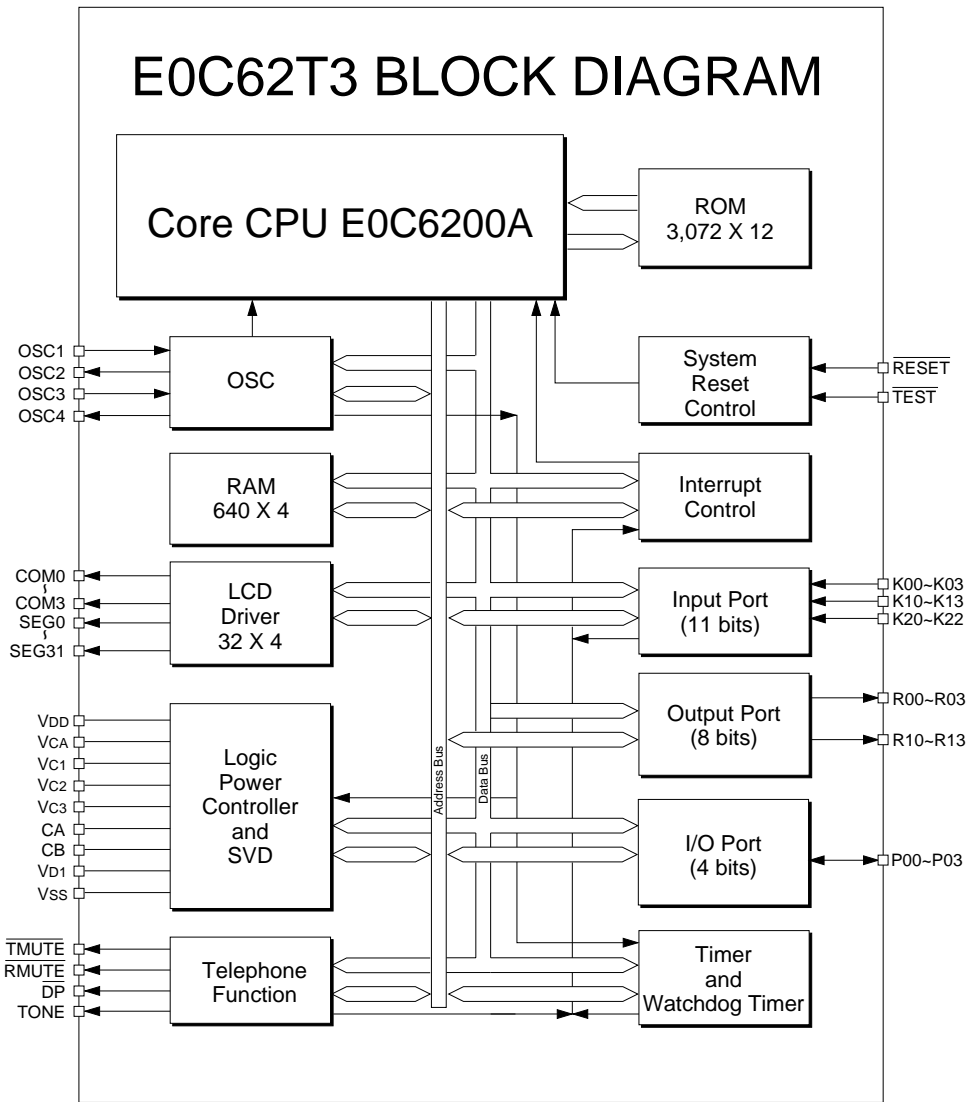 E0C62T3 BLOCK DIAGRAM
Core CPU E0C6200A
ROM
3,072 X 12
OSC1
OSC2
OSC3
OSC4
OSC
System
Reset
Control
RESET
TEST
RAM
640 X 4
Interrupt
Control
COM0
~
COM3
SEG0
~
SEG31
LCD
Driver
32 X 4
Input Port
(11 bits)
K00~K03
K10~K13
K20~K22
VDD
VCA
VC1
VC2
VC3
CA
CB
VD1
VSS
Logic
Power
Controller
and
SVD
Address Bus
Data Bus
Output Port
(8 bits)
R00~R03
R10~R13
I/O Port
(4 bits)
P00~P03
TMUTE
RMUTE
DP
TONE
Telephone
Function
Timer
and
Watchdog Timer